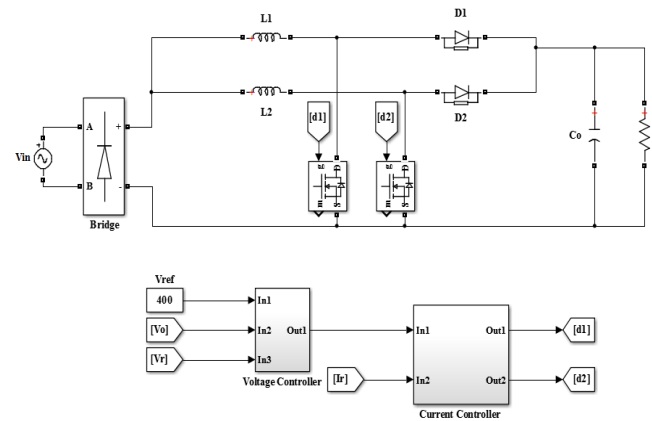 L1
D1
L2
D2
[d1]
[d2]
Vin
A
+
B
-
Bridge
g
D
m
S
g
D
m
S
Co
Vref
400
[Vo]
[Vr]
In1
In2
In3
Out1
Voltage Controller
[Ir]
In1
In2
Out1
Out2
Current Controller
[d1]
[d2]